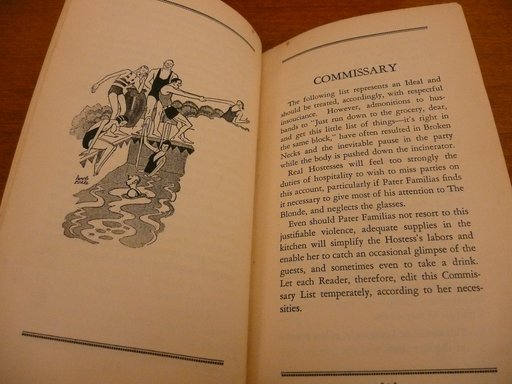 COMMISSARY
The following list represents an Ideal and
should be treated, accordingly, with respectful
insouciance. However, admonitions to hus-
bands to "Just run down to the grocery, dear,
and get this little list of things—it's right in
the same block," have often resulted in Broken
Necks and the inevitable pause in the party
while the body is pushed down the incinerator.
Real Hostesses will feel too strongly the
duties of hospitality to wish to miss parties on
this account, particularly if Pater Familias finds
it necessary to give most of his attention to The
Blonde, and neglects the glasses.
Even should Pater Familias not resort to this
justifiable violence, adequate supplies in the
kitchen will simplify the Hostess's labors and
enable her to catch an occasional glimpse of the
guests, and sometimes even to take a drink.
Let each Reader, therefore, edit this Commis-
sary List temperately, according to her neces-
sities.